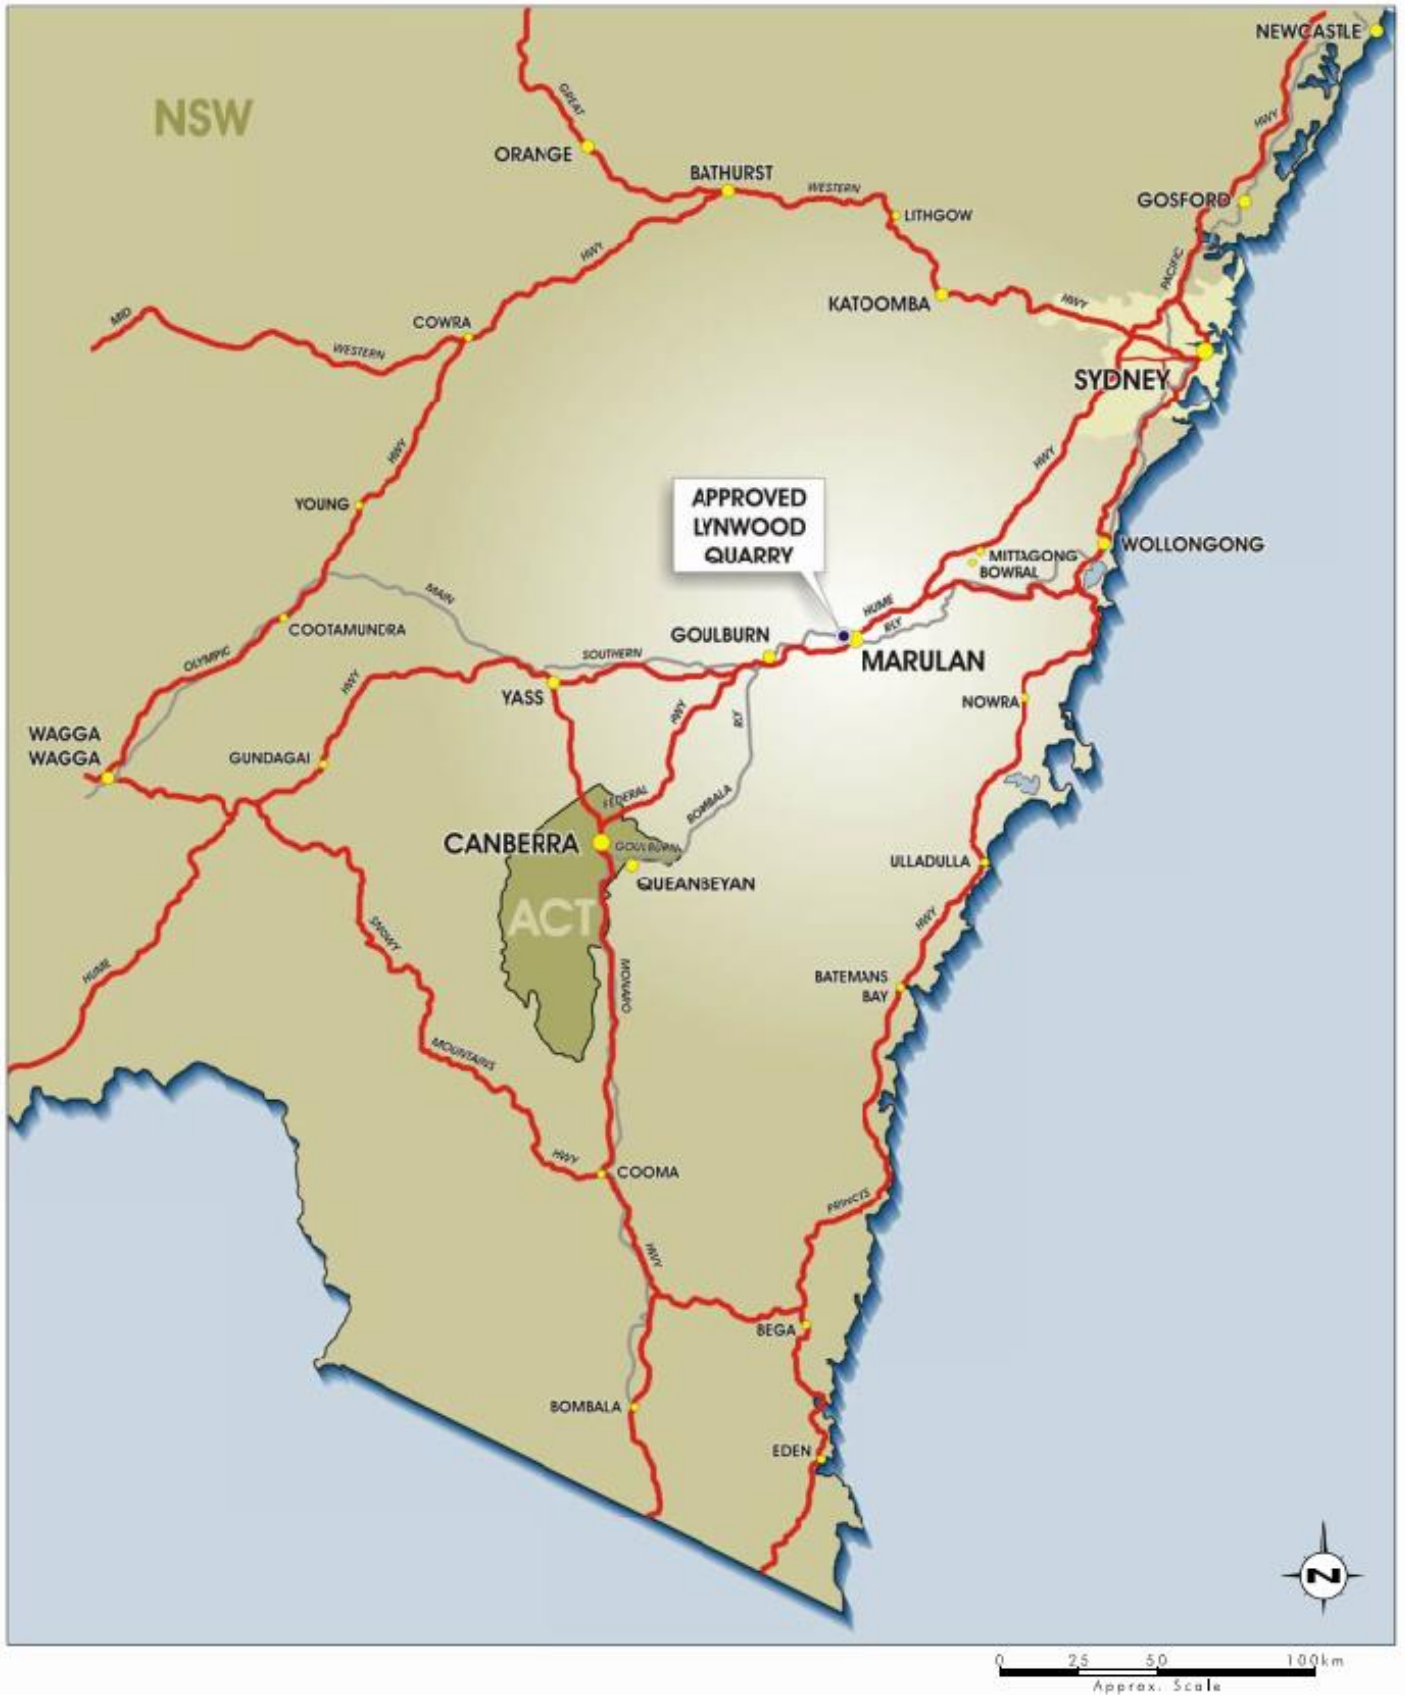 NEWCASTLE
NSW
GREAT
HWY
ORANGE
BATHURST
WESTERN
GOSFORD
LITHGOW
HWY
PACIFIC
KATOOMBA
HWY
MID
COWRA
WESTERN
SYDNEY
HWY
HWY
YOUNG
APPROVED
LYNWOOD
QUARRY
WOLLONGONG
MITTAGONG
BOWRAL
MAIN
HUME
RLY
COOTAMUNDRA
GOULBURN
SOUTHERN
OLYMPIC
MARULAN
HWY
YASS
NOWRA
HWY
RLY
WAGGA
WAGGA
GUNDAGAI
FEDERAL
BOMBALA
CANBERRA
GOULBURN
ULLADULLA
QUEANBEYAN
ACT
HWY
SNOWY
HUME
MONARO
BATEMANS
BAY
MOUNTAINS
HWY
COOMA
PRINCES
HWY
BEGA
BOMBALA
EDEN
N
0 25 50 100km
Approx. Scale